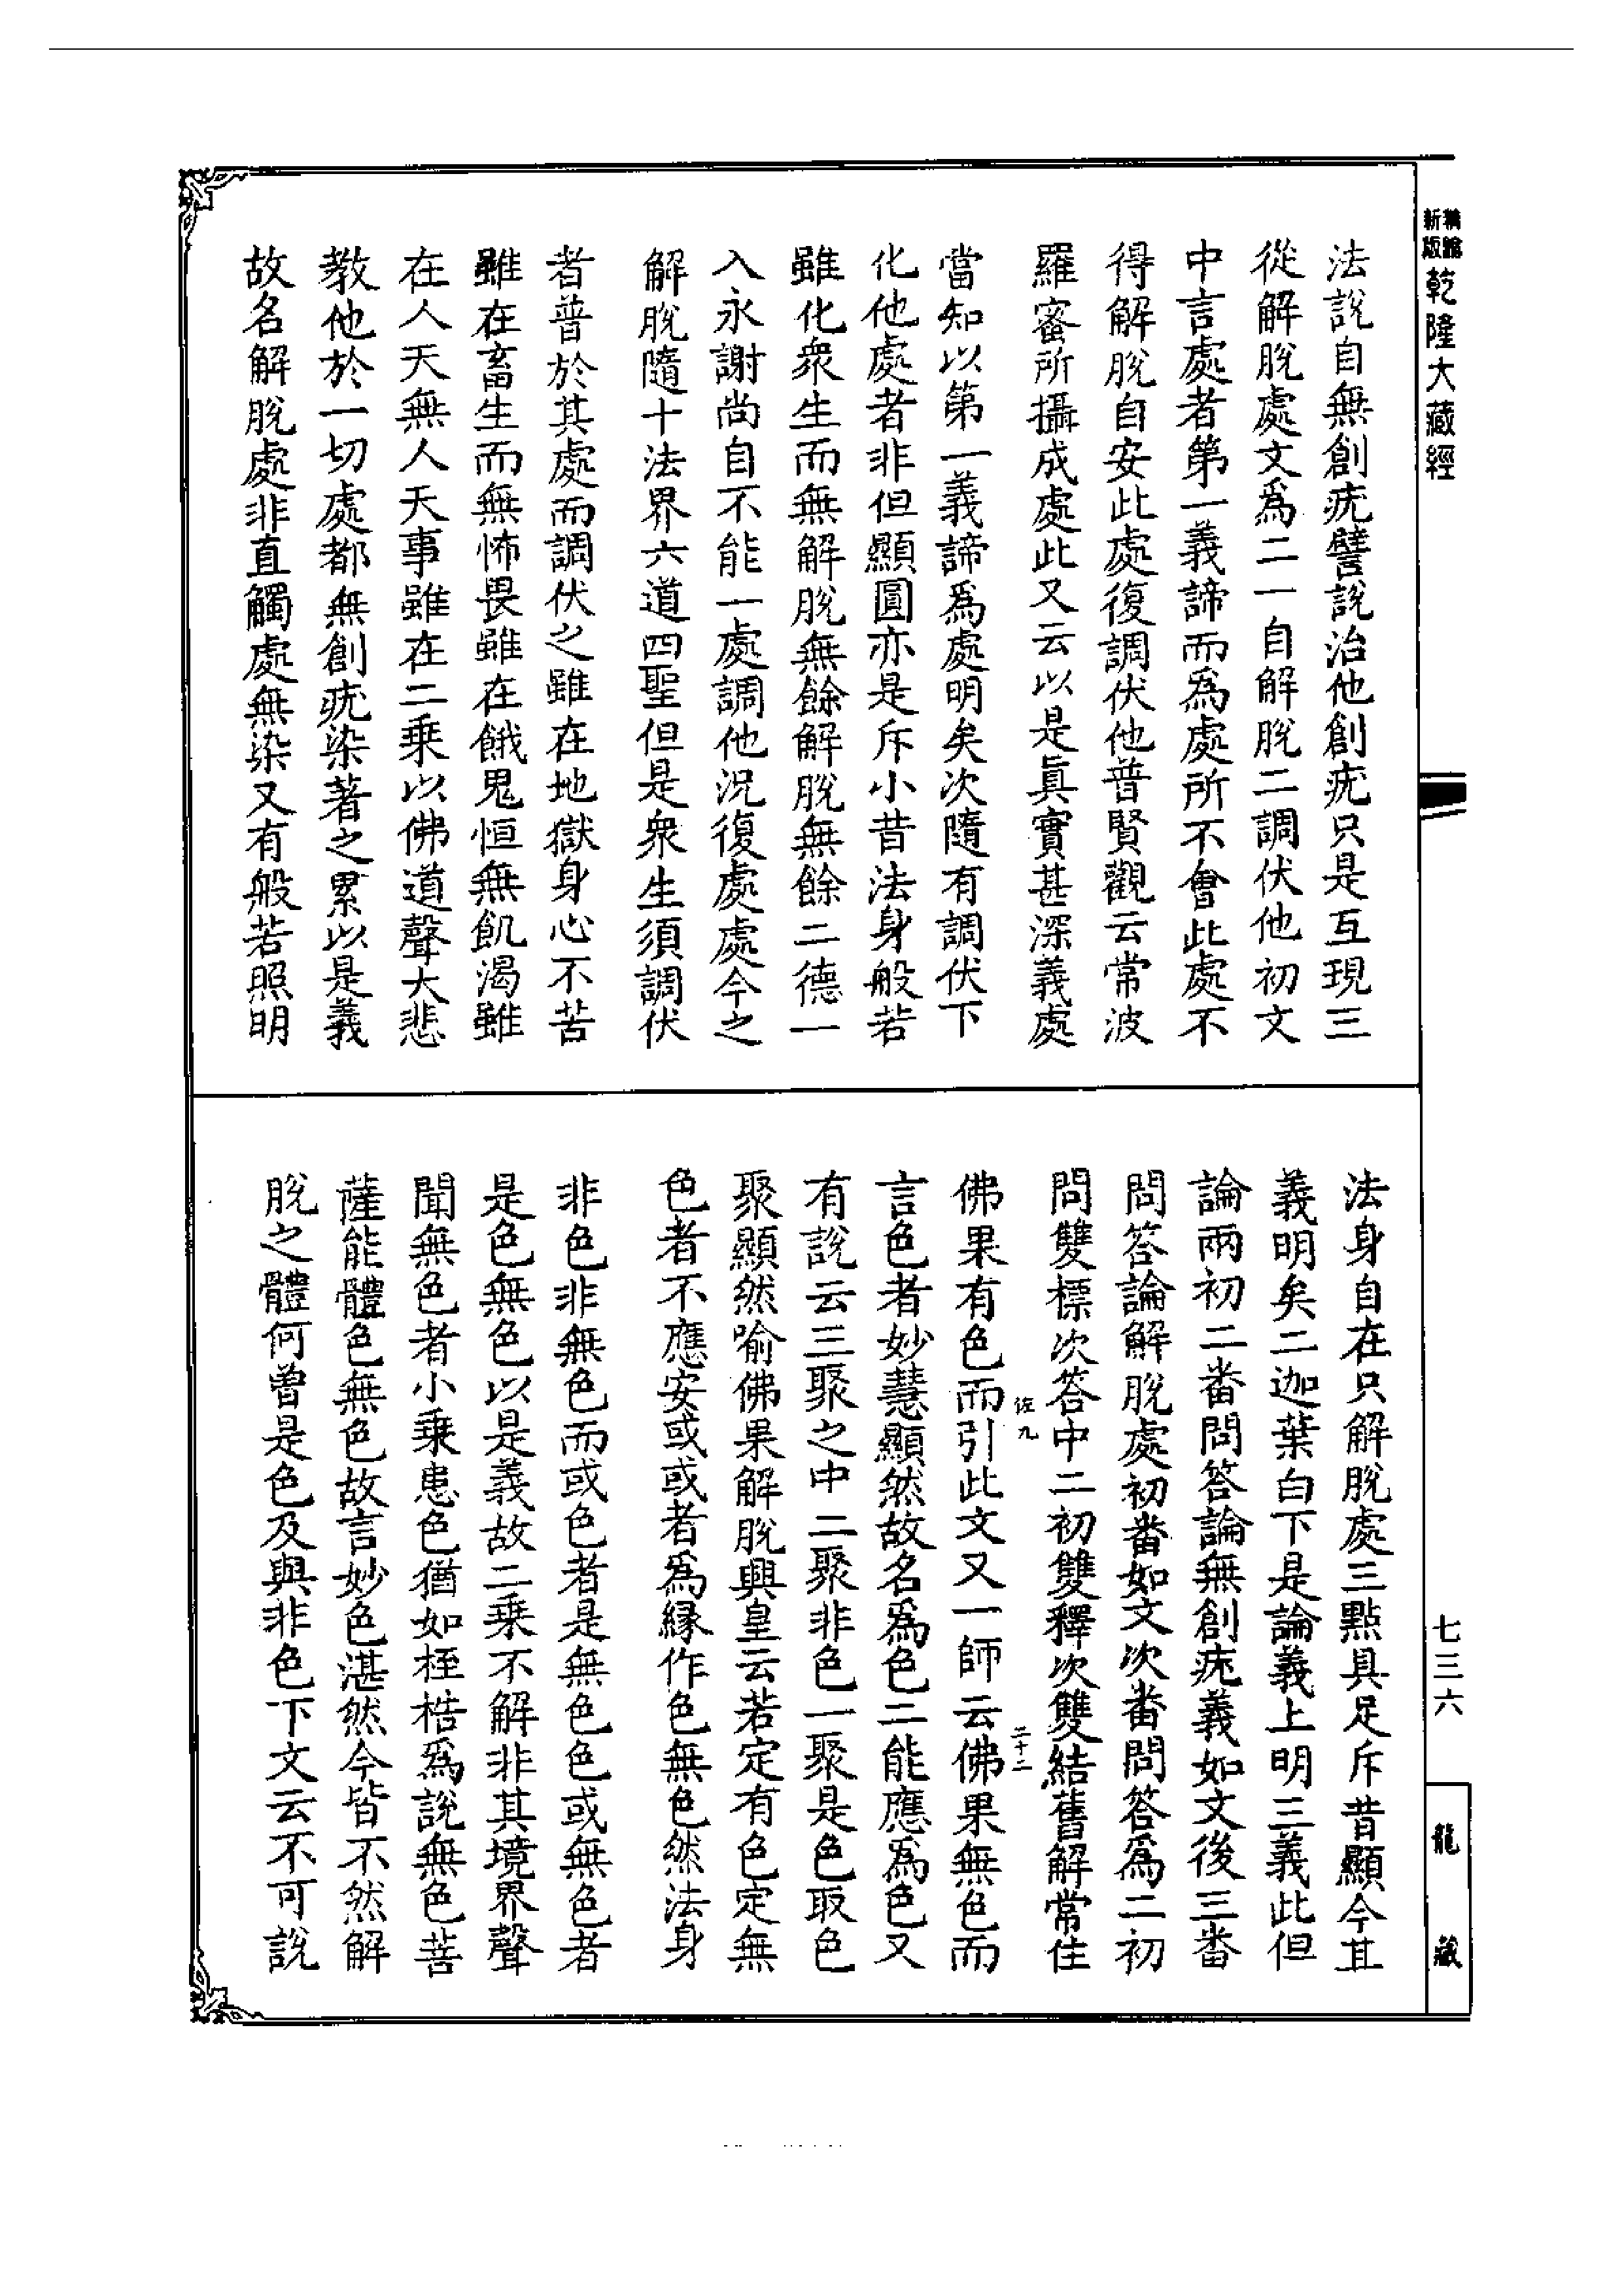 新版
精縮
乾隆大藏經
法說自無創疣譬說治他創疣只是互現三
從解脫處文爲二一自解脫二調伏他初文
中言處者第一義諦而爲處所不會此處不
得解脫自安此處復調伏他普賢觀云常波
羅蜜所攝成處此又云以是眞實甚深義處
當知以第一義諦爲處明矣次隨有調伏下
化他處者非但顯圓亦是斥小昔法身般若
雖化衆生而無解脫無餘解脫無餘二德一
入永謝尚自不能一處調他況復處處今之
解脫隨十法界六道四聖但是衆生須調伏
者普於其處而調伏之雖在地獄身心不苦
雖在畜生而無怖畏雖在餓鬼恒無飢渴雖
在人天無人天事雖在二乘以佛道聲大悲
教他於一切處都無創疣染著之累以是義
故名解脫處非直觸處無染又有般若照明
法身自在只解脫處三點具足斥昔顯今其
義明矣二迦葉白下是論義上明三義此但
論兩初二番問答論無創疣義如文後三番
問答論解脫處初番如文次番問答爲二初
問雙標次答中二初雙釋次雙結舊解常住
佛果有色而引此文又一師云佛果無色而
言色者妙慧顯然故名爲色二能應爲色又
有說云三聚之中二聚非色一聚是色取色
聚顯然喻佛果解脫興皇云若定有色定無
色者不應安或或者爲緣作色無色然法身
非色非無色而或色者是無色色或無色者
是色無色以是義故二乘不解非其境界聲
聞無色者小乘患色猶如桎梏爲說無色菩
薩能體色無色故言妙色湛然今皆不然解
脫之體何曾是色及與非色下文云不可說
佐九
二十二
七三六
龍藏